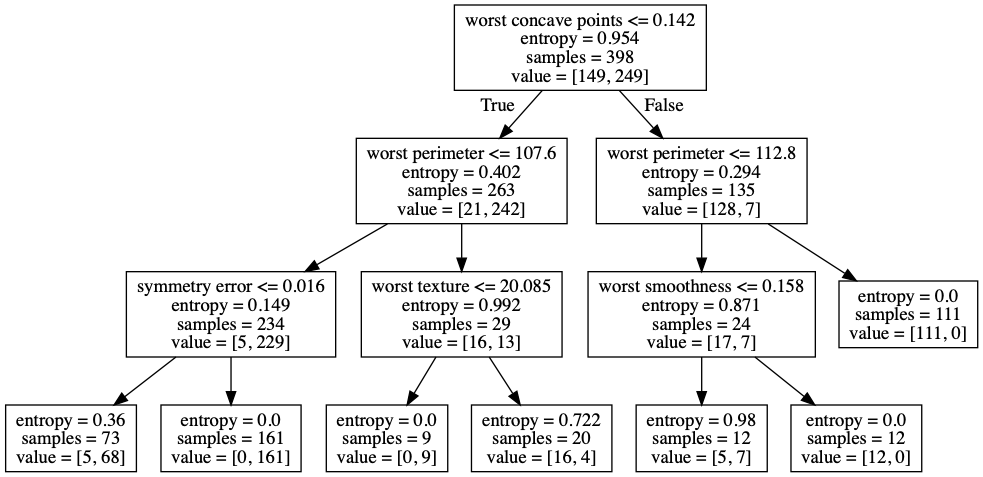 worst concave points <= 0.142
entropy = 0.954
samples = 398
value = [149, 249]
True
False
worst perimeter <= 107.6
entropy = 0.402
samples = 263
value = [21, 242]
worst perimeter <= 112.8
entropy = 0.294
samples = 135
value = [128, 7]
symmetry error <= 0.016
entropy = 0.149
samples = 234
value = [5, 229]
worst texture <= 20.085
entropy = 0.992
samples = 29
value = [16, 13]
worst smoothness <= 0.158
entropy = 0.871
samples = 24
value = [17, 7]
entropy = 0.0
samples = 111
value = [111, 0]
entropy = 0.36
samples = 73
value = [5, 68]
entropy = 0.0
samples = 161
value = [0, 161]
entropy = 0.0
samples = 9
value = [0, 9]
entropy = 0.722
samples = 20
value = [16, 4]
entropy = 0.98
samples = 12
value = [5, 7]
entropy = 0.0
samples = 12
value = [12, 0]